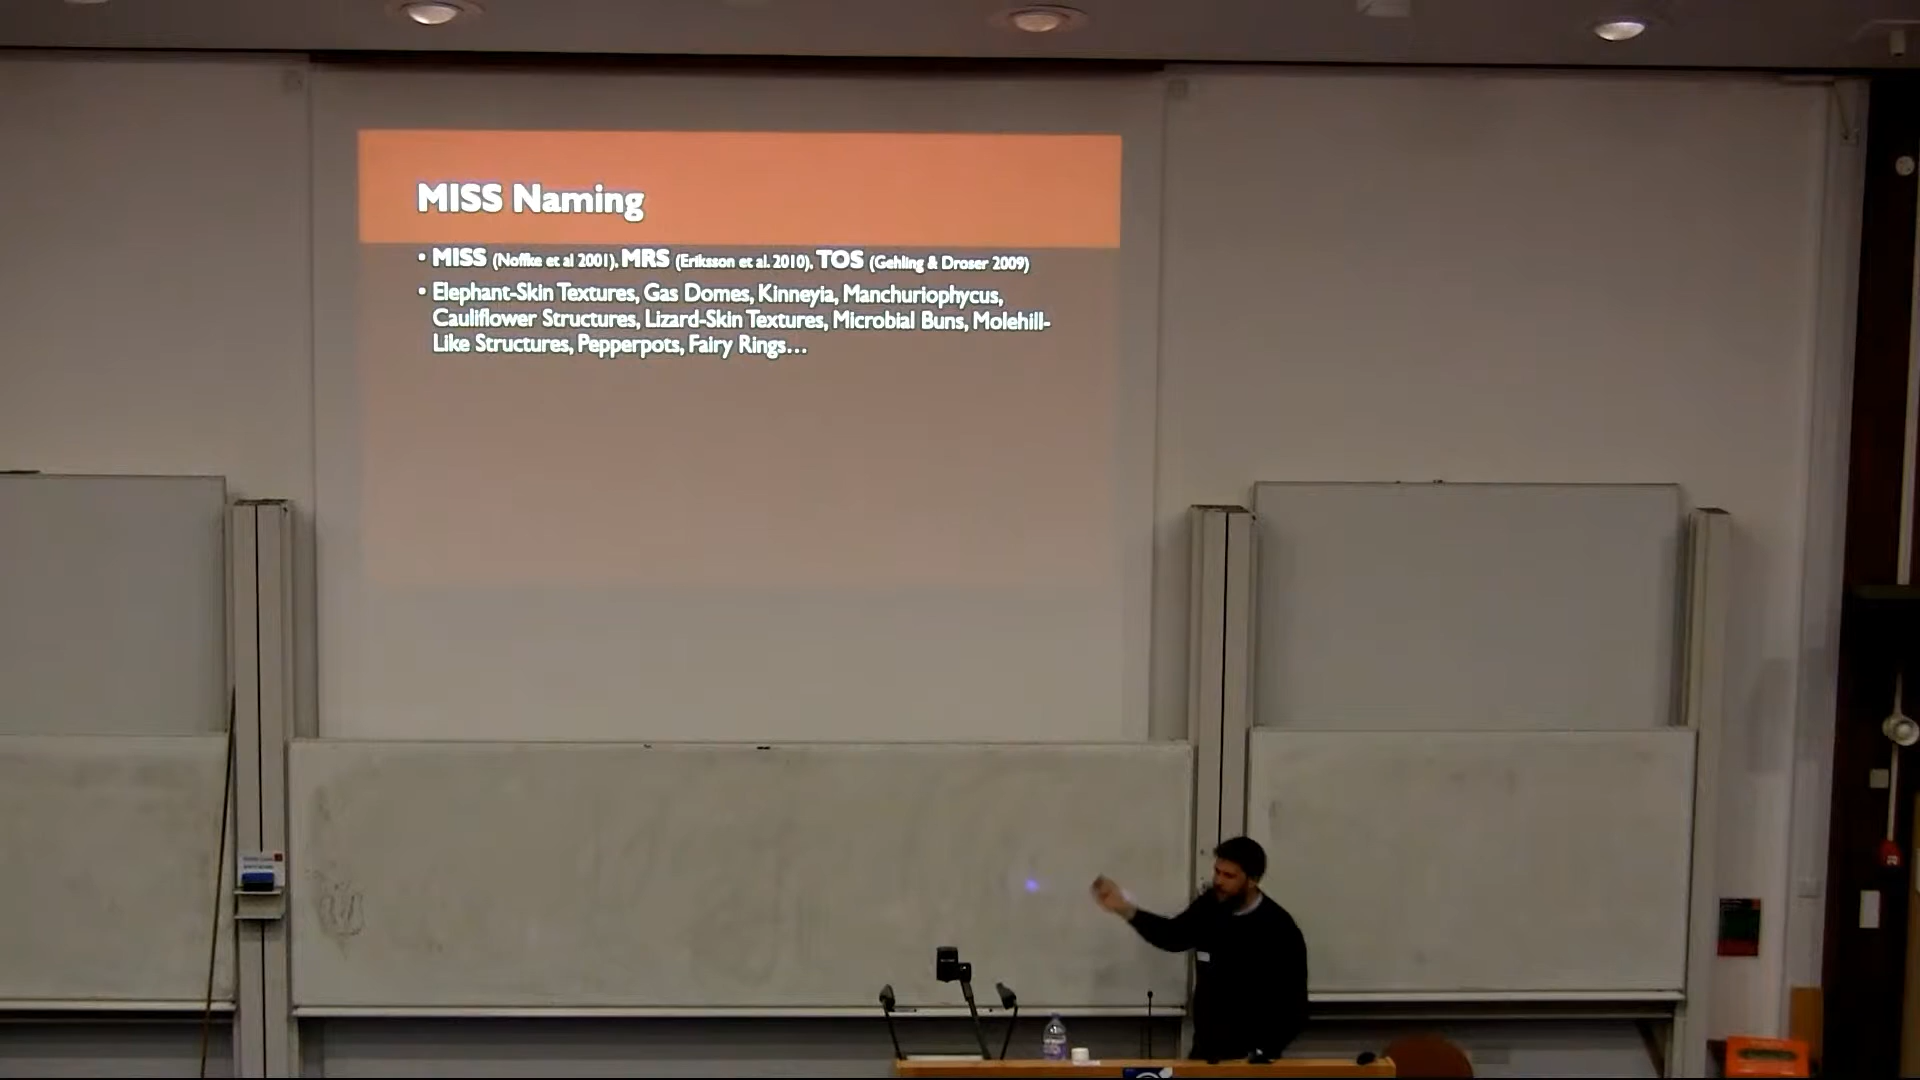 MISS Naming
• MISS (Noffke et al 2001), MRS (Eriksson et al. 2010), TOS (Gehling & Droser 2009)
• Elephant-Skin Textures, Gas Domes, Kinneyia, Manchuriophycus,
Cauliflower Structures, Lizard-Skin Textures, Microbial Buns, Molehill-
Like Structures, Pepperpots, Fairy Rings…